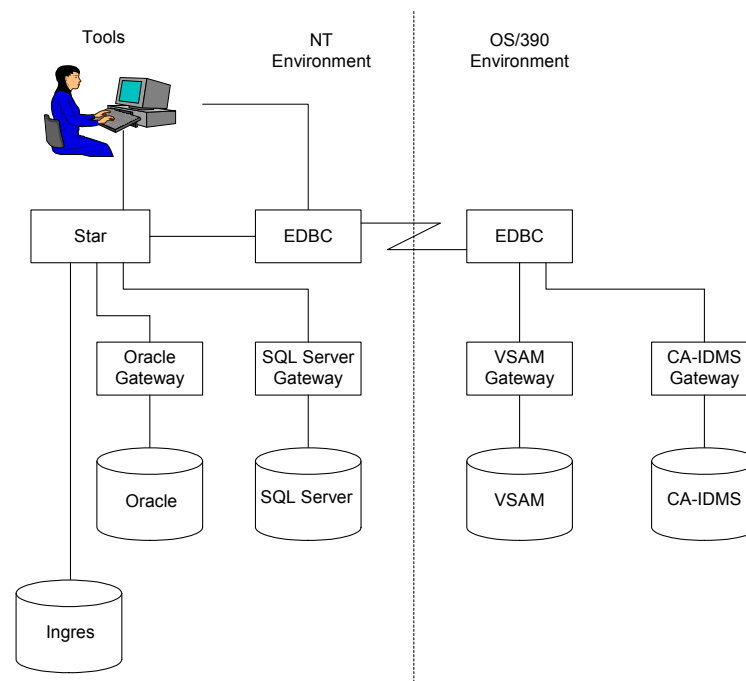 Tools
NT
Environment
OS/390
Environment
Star
EDBC
EDBC
Oracle
Gateway
SQL Server
Gateway
VSAM
Gateway
CA-IDMS
Gateway
Oracle
SQL Server
VSAM
CA-IDMS
Ingres